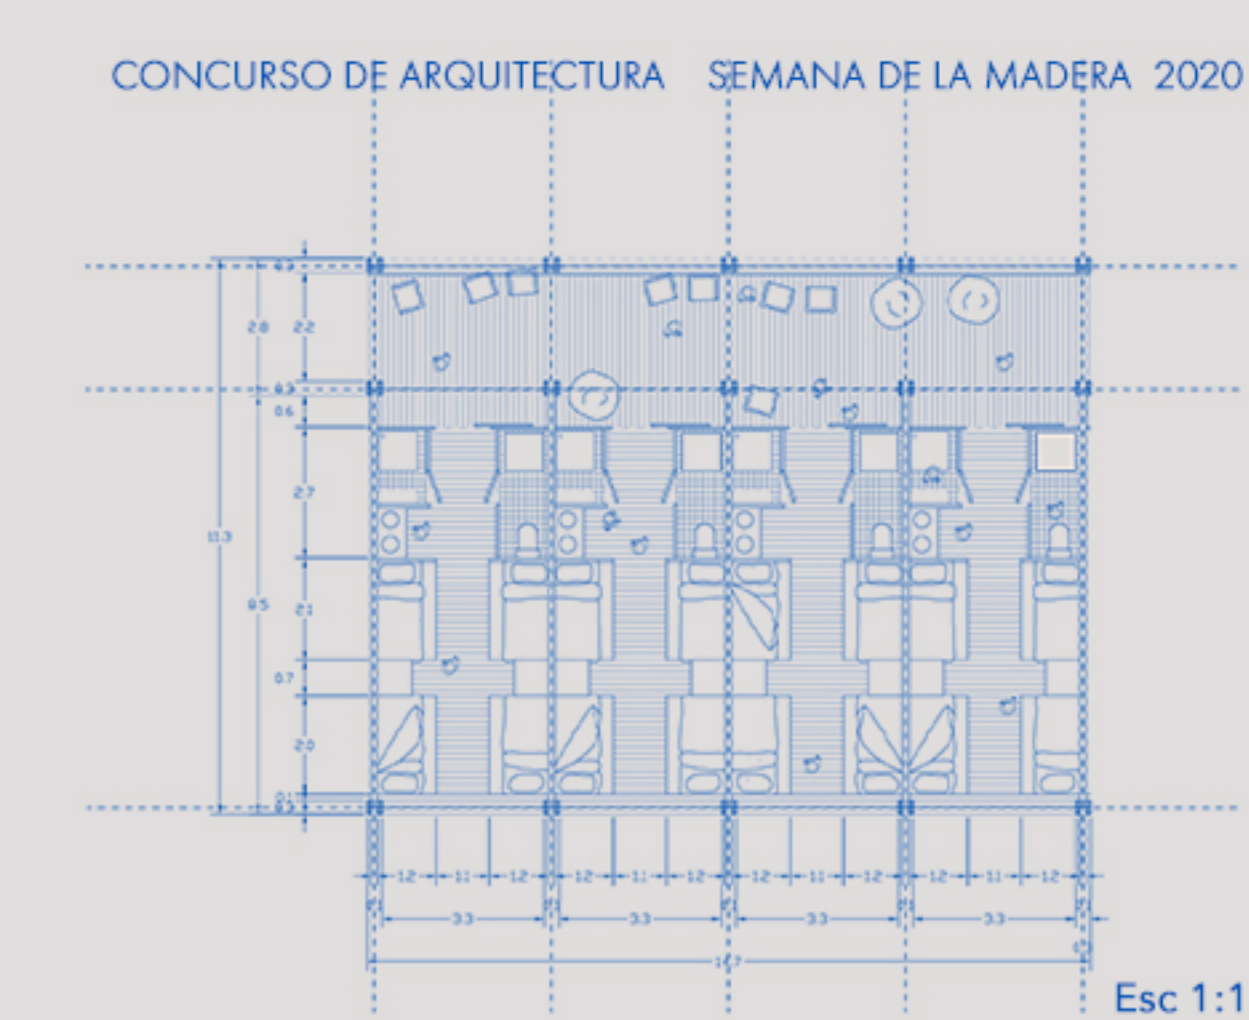 CONCURSO DE ARQUITECTURA SEMANA DE LA MADERA 2020
2.8 2.2
0.6
2.7
11.3
8.5 2.1
0.7
2.0
1.2 1.1 1.2 1.2 1.1 1.2 1.2 1.1 1.2 1.2 1.1 1.2
3.3 3.3 3.3 3.3
Esc 1:1